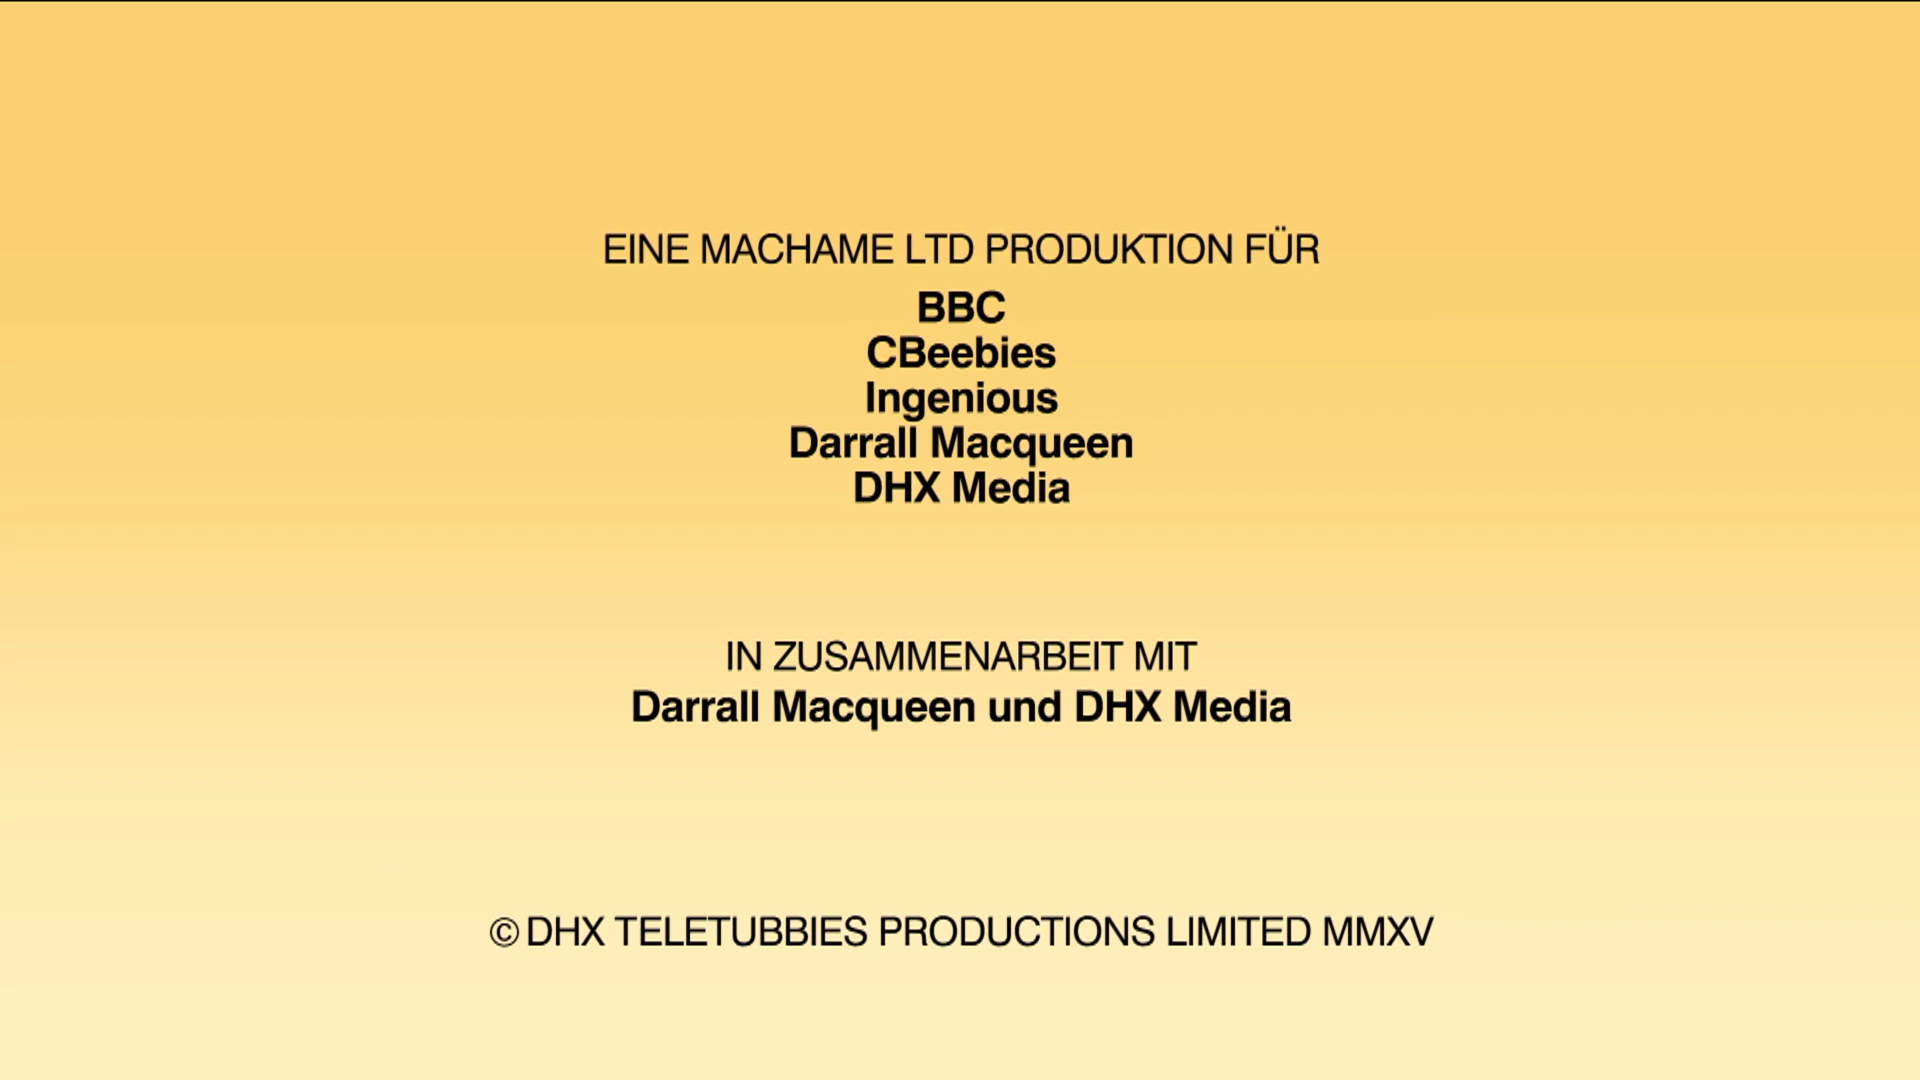 EINE MACHAME LTD PRODUKTION FÜR
BBC
CBeebies
Ingenious
Darrall Macqueen
DHX Media
IN ZUSAMMENARBEIT MIT
Darrall Macqueen und DHX Media
© DHX TELETUBBIES PRODUCTIONS LIMITED MMXV